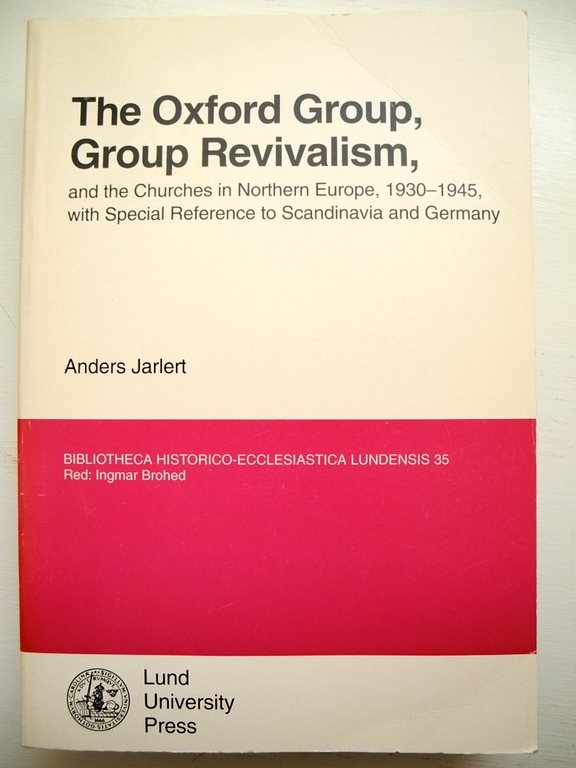 The Oxford Group,
Group Revivalism,
and the Churches in Northern Europe, 1930–1945,
with Special Reference to Scandinavia and Germany
Anders Jarlert
BIBLIOTHECA HISTORICO-ECCLESIASTICA LUNDENSIS 35
Red: Ingmar Brohed
Lund
University
Press